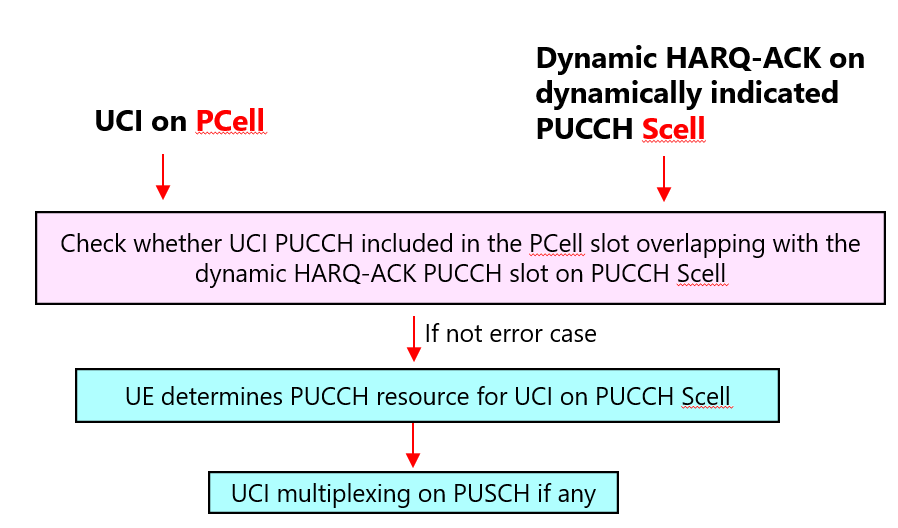 Dynamic HARQ-ACK on
dynamically indicated
PUCCH Scell
UCI on PCell
Check whether UCI PUCCH included in the PCell slot overlapping with the
dynamic HARQ-ACK PUCCH slot on PUCCH Scell
If not error case
UE determines PUCCH resource for UCI on PUCCH Scell
UCI multiplexing on PUSCH if any